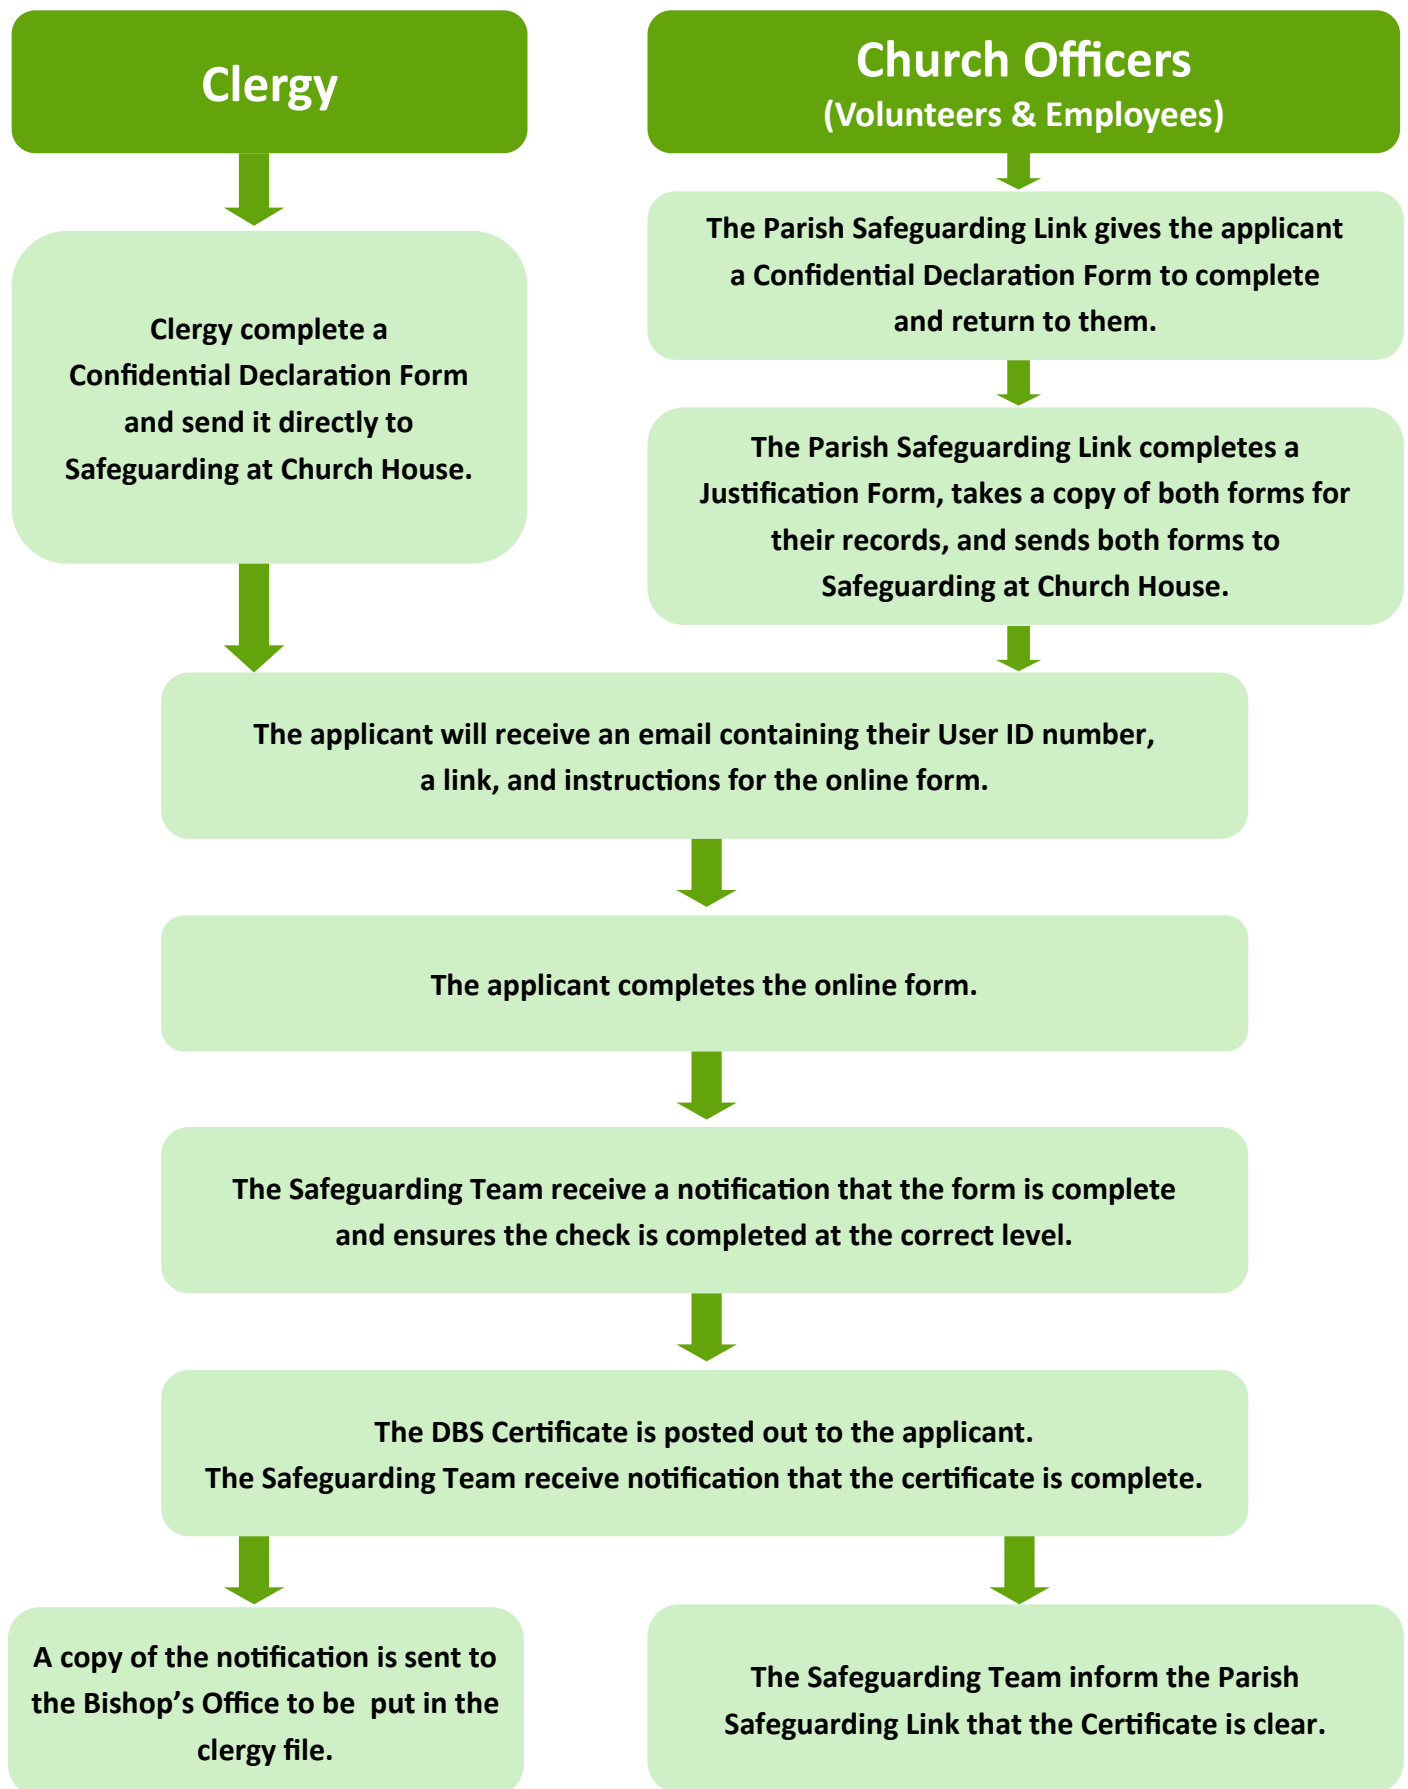 Clergy
Church Officers
(Volunteers & Employees)
Clergy complete a
Confidential Declaration Form
and send it directly to
Safeguarding at Church House.
The Parish Safeguarding Link gives the applicant
a Confidential Declaration Form to complete
and return to them.
The Parish Safeguarding Link completes a
Justification Form, takes a copy of both forms for
their records, and sends both forms to
Safeguarding at Church House.
The applicant will receive an email containing their User ID number,
a link, and instructions for the online form.
The applicant completes the online form.
The Safeguarding Team receive a notification that the form is complete
and ensures the check is completed at the correct level.
The DBS Certificate is posted out to the applicant.
The Safeguarding Team receive notification that the certificate is complete.
A copy of the notification is sent to
the Bishop’s Office to be  put in the
clergy file.
The Safeguarding Team inform the Parish
Safeguarding Link that the Certificate is clear.